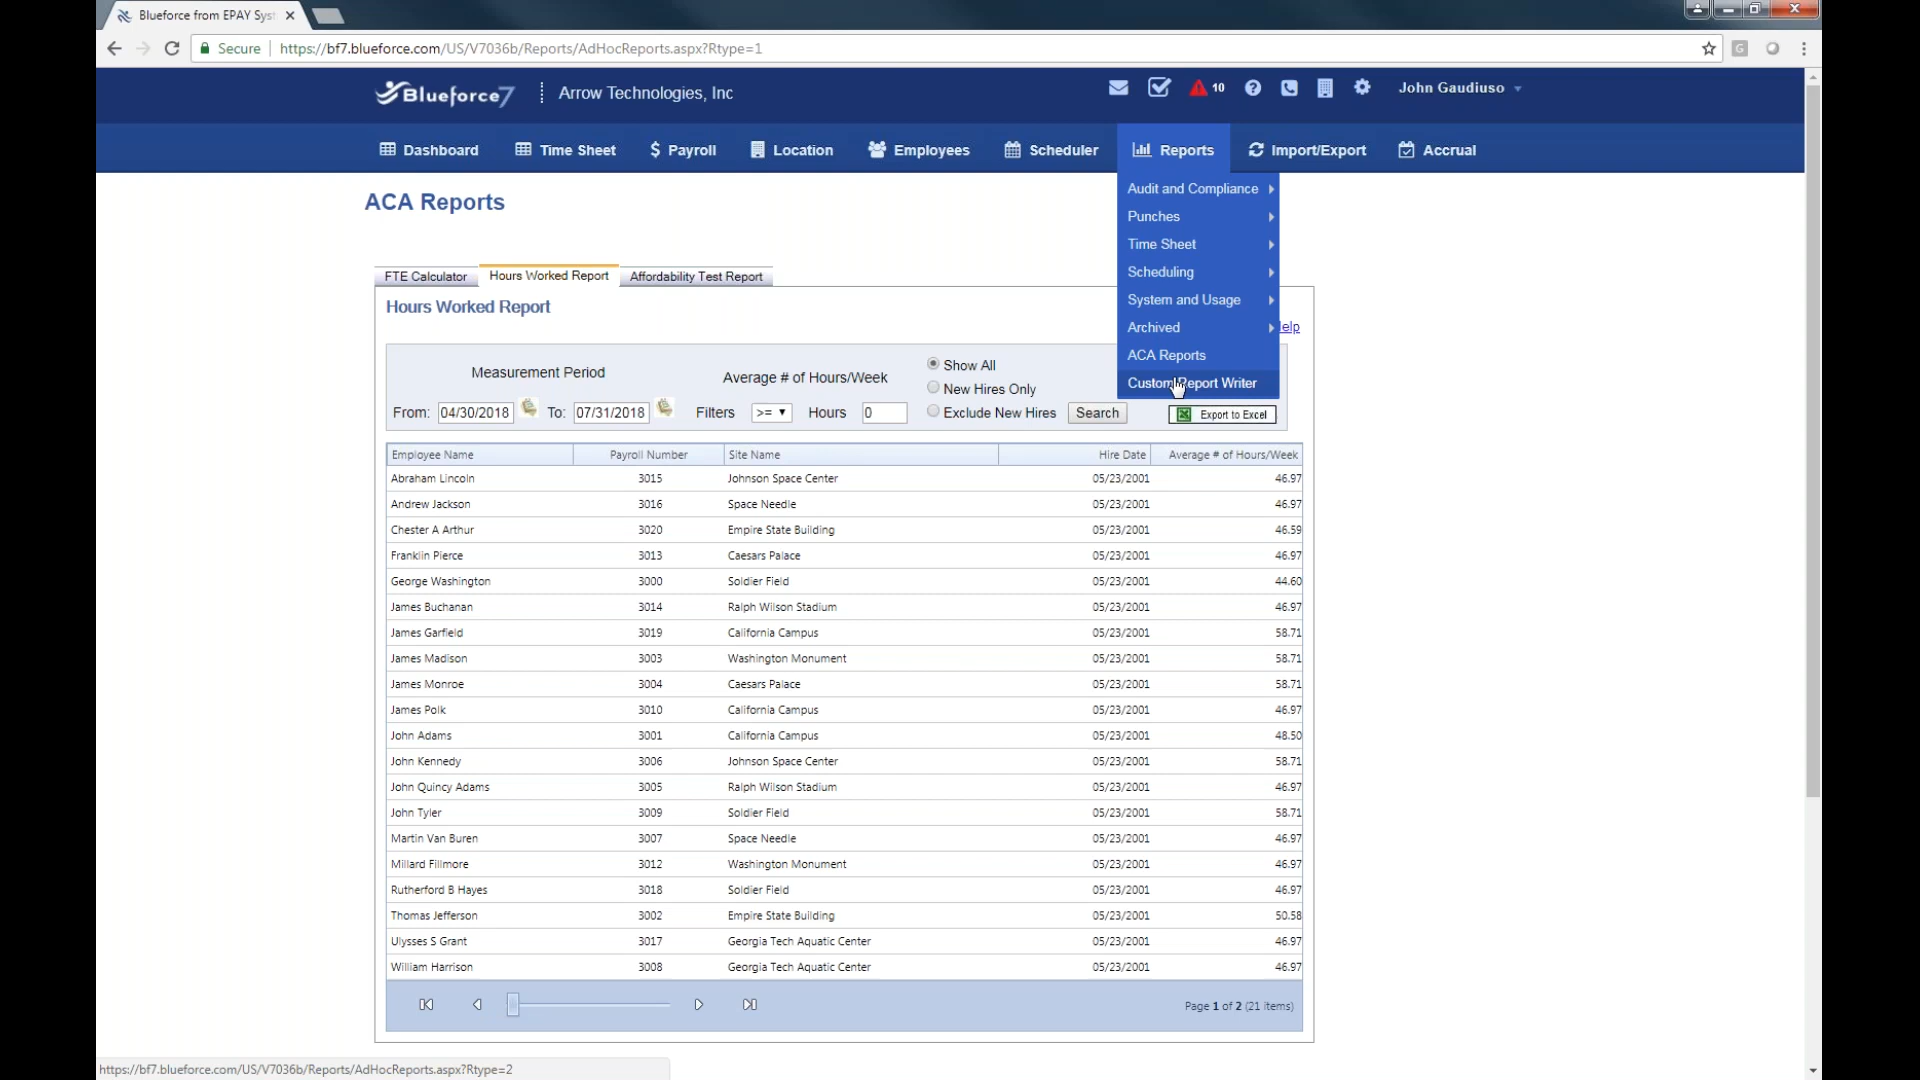 Blueforce from EPAY Syst
Secure https://bf7.blueforce.com/US/V7036b/Reports/AdHocReports.aspx?Rtype=1
Blueforce7 Arrow Technologies, Inc 10 John Gaudiuso
Dashboard Time Sheet Payroll Location Employees Scheduler Reports Import/Export Accrual
ACA Reports
Audit and Compliance
Punches
Time Sheet
Scheduling
System and Usage
Archived
ACA Reports
Custom Report Writer
FTE Calculator Hours Worked Report Affordability Test Report
Hours Worked Report
elp
Measurement Period Average # of Hours/Week
Show All
New Hires Only
Exclude New Hires
From: 04/30/2018 To: 07/31/2018 Filters >= Hours 0 Search Export to Excel
Employee Name Payroll Number Site Name Hire Date Average # of Hours/Week
Abraham Lincoln 3015 Johnson Space Center 05/23/2001 46.97
Andrew Jackson 3016 Space Needle 05/23/2001 46.97
Chester A Arthur 3020 Empire State Building 05/23/2001 46.59
Franklin Pierce 3013 Caesars Palace 05/23/2001 46.97
George Washington 3000 Soldier Field 05/23/2001 44.60
James Buchanan 3014 Ralph Wilson Stadium 05/23/2001 46.97
James Garfield 3019 California Campus 05/23/2001 58.71
James Madison 3003 Washington Monument 05/23/2001 58.71
James Monroe 3004 Caesars Palace 05/23/2001 58.71
James Polk 3010 California Campus 05/23/2001 46.97
John Adams 3001 California Campus 05/23/2001 48.50
John Kennedy 3006 Johnson Space Center 05/23/2001 58.71
John Quincy Adams 3005 Ralph Wilson Stadium 05/23/2001 46.97
John Tyler 3009 Soldier Field 05/23/2001 58.71
Martin Van Buren 3007 Space Needle 05/23/2001 46.97
Millard Fillmore 3012 Washington Monument 05/23/2001 46.97
Rutherford B Hayes 3018 Soldier Field 05/23/2001 46.97
Thomas Jefferson 3002 Empire State Building 05/23/2001 50.58
Ulysses S Grant 3017 Georgia Tech Aquatic Center 05/23/2001 46.97
William Harrison 3008 Georgia Tech Aquatic Center 05/23/2001 46.97
Page 1 of 2 (21 items)
https://bf7.blueforce.com/US/V7036b/Reports/AdHocReports.aspx?Rtype=2